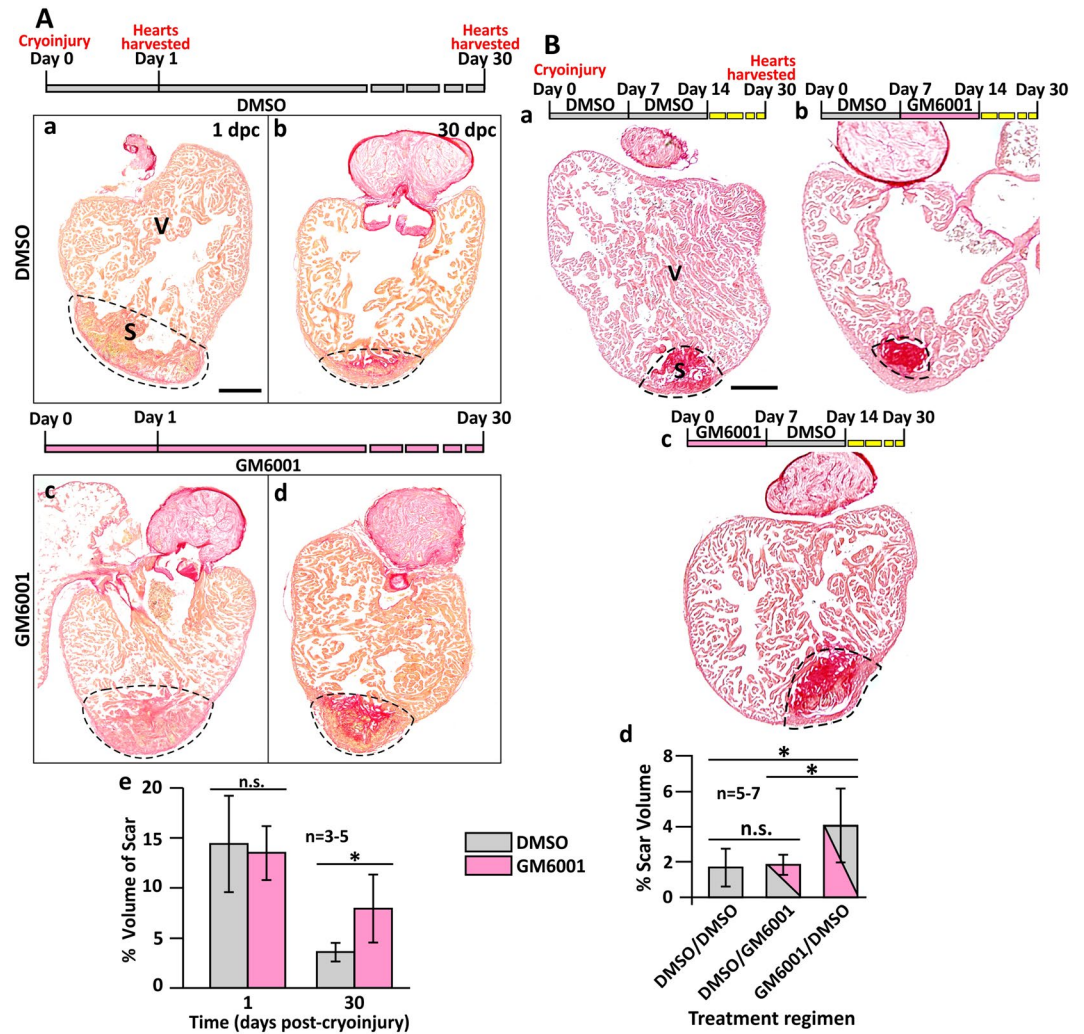 A
Cryoinjury
Day 0
Hearts
harvested
Day 1
Hearts
harvested
Day 30
DMSO
a
1 dpc
b
30 dpc
DMSO
V
S
Day 0
Day 1
Day 30
GM6001
c
d
GM6001
e
% Volume of Scar
20
15
10
5
0
n.s.
n=3-5
*
1
30
Time (days post-cryoinjury)
DMSO
GM6001
B
Cryoinjury
Hearts
harvested
Day 0 Day 7 Day 14 Day 30
DMSO DMSO
a
V
S
Day 0 Day 7 Day 14 Day 30
DMSO GM6001
b
Day 0 Day 7 Day 14 Day 30
GM6001 DMSO
c
d
% Scar Volume
8
6
4
2
0
*
*
n=5-7
n.s.
DMSO/DMSO
DMSO/GM6001
GM6001/DMSO
Treatment regimen